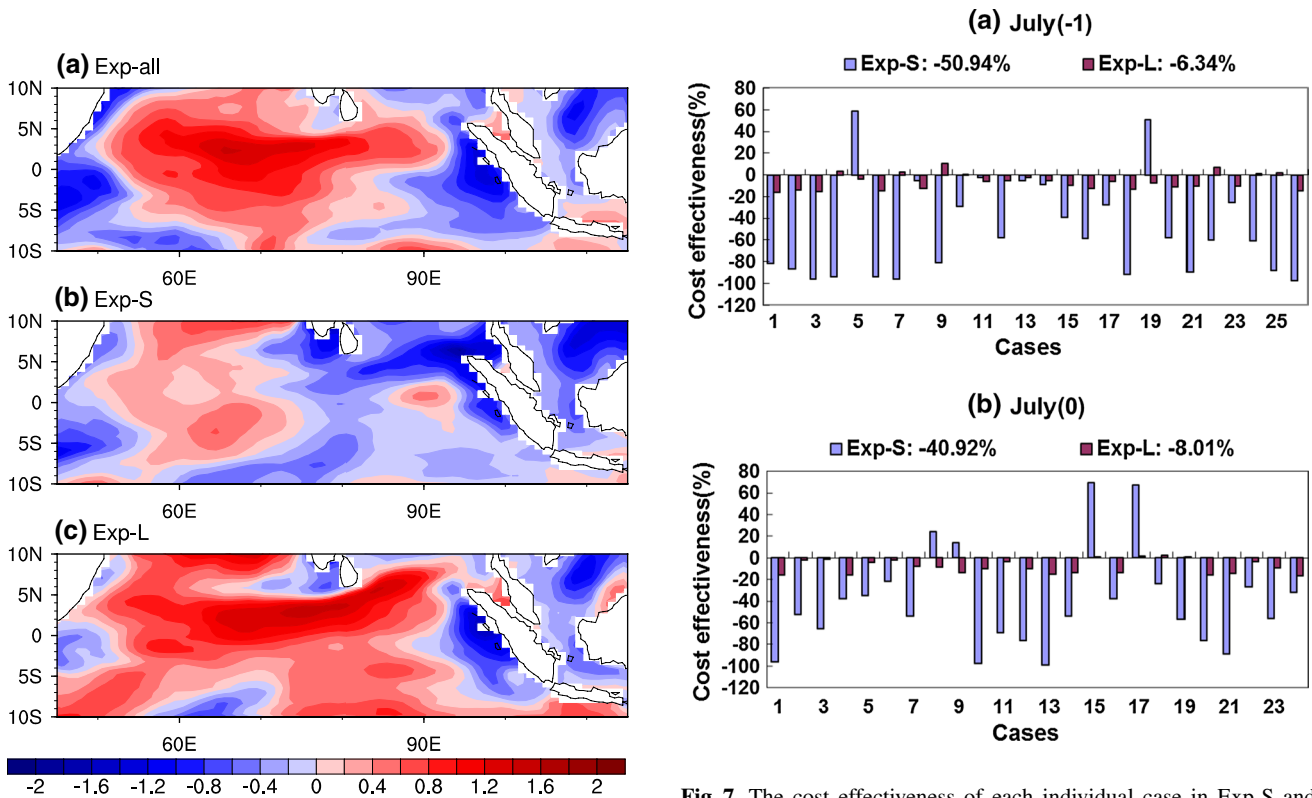 (a) Exp-all
10N
5N
0
5S
10S
60E
90E
(b) Exp-S
10N
5N
0
5S
10S
60E
90E
(c) Exp-L
10N
5N
0
5S
10S
60E
90E
-2 -1.6 -1.2 -0.8 -0.4 0 0.4 0.8 1.2 1.6 2
(a) July(-1)
Exp-S: -50.94% Exp-L: -6.34%
Cost effectiveness(%)
80
60
40
20
0
-20
-40
-60
-80
-100
-120
1 3 5 7 9 11 13 15 17 19 21 23 25
Cases
(b) July(0)
Exp-S: -40.92% Exp-L: -8.01%
Cost effectiveness(%)
80
60
40
20
0
-20
-40
-60
-80
-100
-120
1 3 5 7 9 11 13 15 17 19 21 23
Cases
Fig. 7 The cost effectiveness of each individual case in Exp-S and